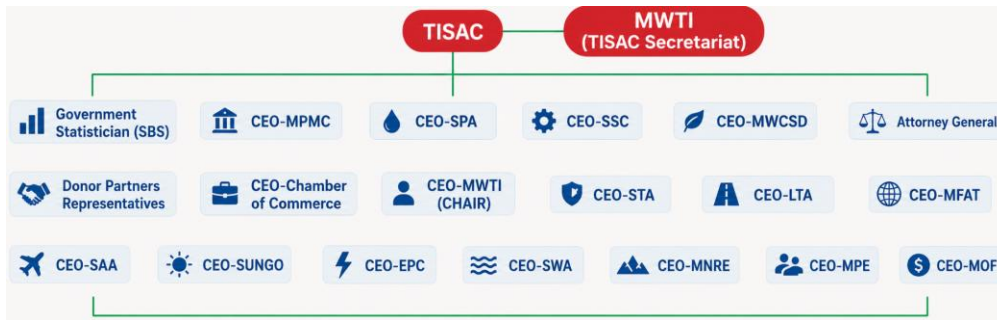 TISAC
MWTI
(TISAC Secretariat)
Government
Statistician (SBS)
CEO-MPMC
CEO-SPA
CEO-SSC
CEO-MWCSD
Attorney General
Donor Partners
Representatives
CEO-Chamber
of Commerce
CEO-MWTI
(CHAIR)
CEO-STA
CEO-LTA
CEO-MFAT
CEO-SAA
CEO-SUNGO
CEO-EPC
CEO-SWA
CEO-MNRE
CEO-MPE
$
CEO-MOF